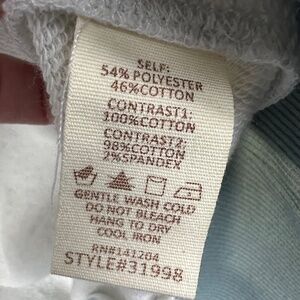 SELF:
54% POLYESTER
46%COTTON
CONTRAST1:
100%COTTON
CONTRAST2:
98%COTTON
2%SPANDEX
GENTLE WASH COLD
DO NOT BLEACH
HANG TO DRY
COOL IRON
RN#141204
STYLE#31998